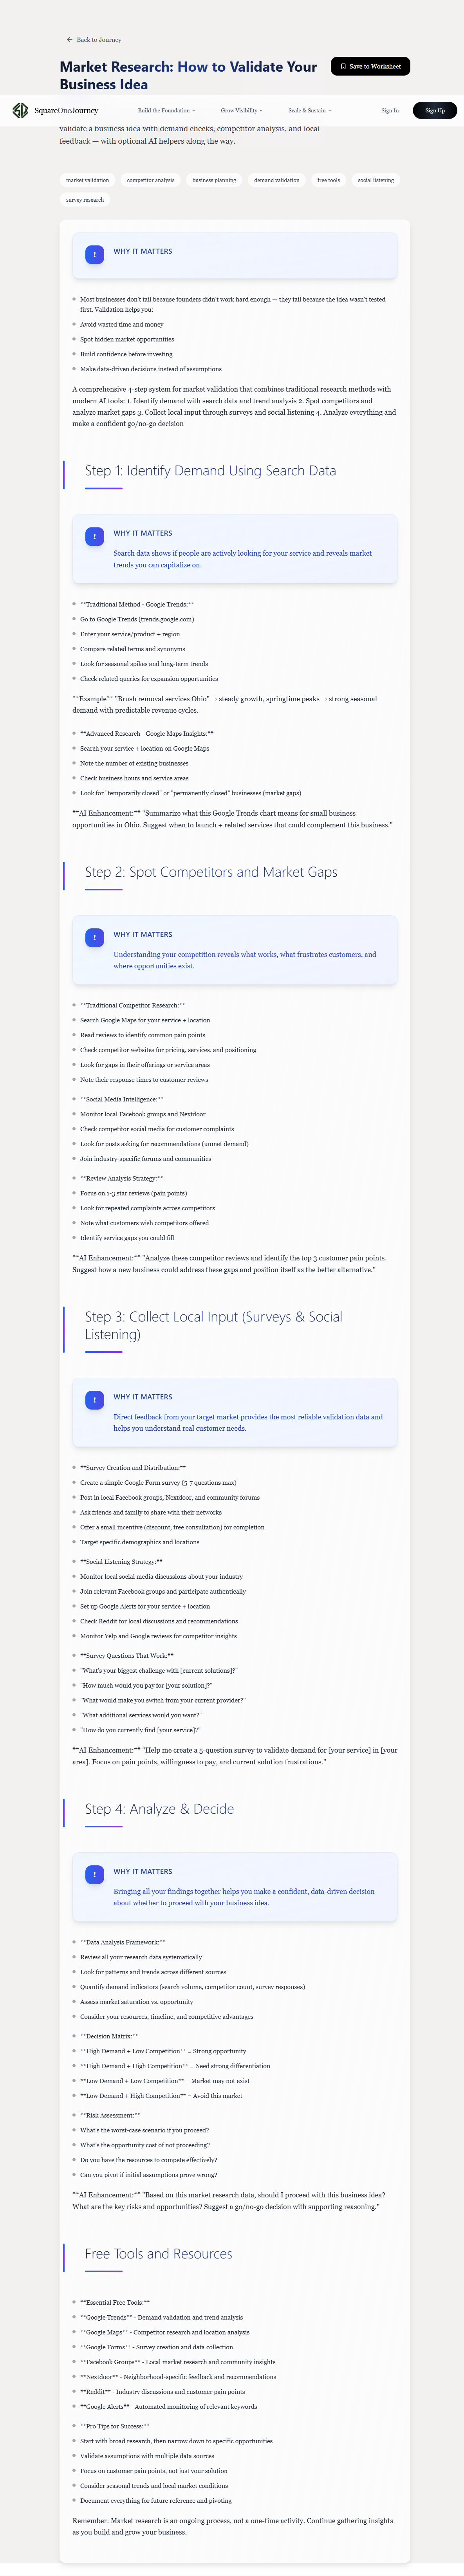 Back to Journey
Market Research: How to Validate Your
Business Idea
Save to Worksheet
SquareOneJourney
Build the Foundation
Grow Visibility
Scale & Sustain
Sign In
Sign Up
validate a business idea with demand checks, competitor analysis, and local
feedback — with optional AI helpers along the way.
market validation
competitor analysis
business planning
demand validation
free tools
social listening
survey research
!
WHY IT MATTERS
Most businesses don't fail because founders didn't work hard enough — they fail because the idea wasn't tested
first. Validation helps you:
Avoid wasted time and money
Spot hidden market opportunities
Build confidence before investing
Make data-driven decisions instead of assumptions
A comprehensive 4-step system for market validation that combines traditional research methods with
modern AI tools: 1. Identify demand with search data and trend analysis 2. Spot competitors and
analyze market gaps 3. Collect local input through surveys and social listening 4. Analyze everything and
make a confident go/no-go decision
Step 1: Identify Demand Using Search Data
!
WHY IT MATTERS
Search data shows if people are actively looking for your service and reveals market
trends you can capitalize on.
**Traditional Method - Google Trends:**
Go to Google Trends (trends.google.com)
Enter your service/product + region
Compare related terms and synonyms
Look for seasonal spikes and long-term trends
Check related queries for expansion opportunities
**Example** "Brush removal services Ohio" → steady growth, springtime peaks → strong seasonal
demand with predictable revenue cycles.
**Advanced Research - Google Maps Insights:**
Search your service + location on Google Maps
Note the number of existing businesses
Check business hours and service areas
Look for "temporarily closed" or "permanently closed" businesses (market gaps)
**AI Enhancement:** "Summarize what this Google Trends chart means for small business
opportunities in Ohio. Suggest when to launch + related services that could complement this business."
Step 2: Spot Competitors and Market Gaps
!
WHY IT MATTERS
Understanding your competition reveals what works, what frustrates customers, and
where opportunities exist.
**Traditional Competitor Research:**
Search Google Maps for your service + location
Read reviews to identify common pain points
Check competitor websites for pricing, services, and positioning
Look for gaps in their offerings or service areas
Note their response times to customer reviews
**Social Media Intelligence:**
Monitor local Facebook groups and Nextdoor
Check competitor social media for customer complaints
Look for posts asking for recommendations (unmet demand)
Join industry-specific forums and communities
**Review Analysis Strategy:**
Focus on 1-3 star reviews (pain points)
Look for repeated complaints across competitors
Note what customers wish competitors offered
Identify service gaps you could fill
**AI Enhancement:** "Analyze these competitor reviews and identify the top 3 customer pain points.
Suggest how a new business could address these gaps and position itself as the better alternative."
Step 3: Collect Local Input (Surveys & Social
Listening)
!
WHY IT MATTERS
Direct feedback from your target market provides the most reliable validation data and
helps you understand real customer needs.
**Survey Creation and Distribution:**
Create a simple Google Form survey (5-7 questions max)
Post in local Facebook groups, Nextdoor, and community forums
Ask friends and family to share with their networks
Offer a small incentive (discount, free consultation) for completion
Target specific demographics and locations
**Social Listening Strategy:**
Monitor local social media discussions about your industry
Join relevant Facebook groups and participate authentically
Set up Google Alerts for your service + location
Check Reddit for local discussions and recommendations
Monitor Yelp and Google reviews for competitor insights
**Survey Questions That Work:**
"What's your biggest challenge with [current solutions]?"
"How much would you pay for [your solution]?"
"What would make you switch from your current provider?"
"What additional services would you want?"
"How do you currently find [your service]?"
**AI Enhancement:** "Help me create a 5-question survey to validate demand for [your service] in [your
area]. Focus on pain points, willingness to pay, and current solution frustrations."
Step 4: Analyze & Decide
!
WHY IT MATTERS
Bringing all your findings together helps you make a confident, data-driven decision
about whether to proceed with your business idea.
**Data Analysis Framework:**
Review all your research data systematically
Look for patterns and trends across different sources
Quantify demand indicators (search volume, competitor count, survey responses)
Assess market saturation vs. opportunity
Consider your resources, timeline, and competitive advantages
**Decision Matrix:**
**High Demand + Low Competition** = Strong opportunity
**High Demand + High Competition** = Need strong differentiation
**Low Demand + Low Competition** = Market may not exist
**Low Demand + High Competition** = Avoid this market
**Risk Assessment:**
What's the worst-case scenario if you proceed?
What's the opportunity cost of not proceeding?
Do you have the resources to compete effectively?
Can you pivot if initial assumptions prove wrong?
**AI Enhancement:** "Based on this market research data, should I proceed with this business idea?
What are the key risks and opportunities? Suggest a go/no-go decision with supporting reasoning."
Free Tools and Resources
**Essential Free Tools:**
**Google Trends** - Demand validation and trend analysis
**Google Maps** - Competitor research and location analysis
**Google Forms** - Survey creation and data collection
**Facebook Groups** - Local market research and community insights
**Nextdoor** - Neighborhood-specific feedback and recommendations
**Reddit** - Industry discussions and customer pain points
**Google Alerts** - Automated monitoring of relevant keywords
**Pro Tips for Success:**
Start with broad research, then narrow down to specific opportunities
Validate assumptions with multiple data sources
Focus on customer pain points, not just your solution
Consider seasonal trends and local market conditions
Document everything for future reference and pivoting
Remember: Market research is an ongoing process, not a one-time activity. Continue gathering insights
as you build and grow your business.